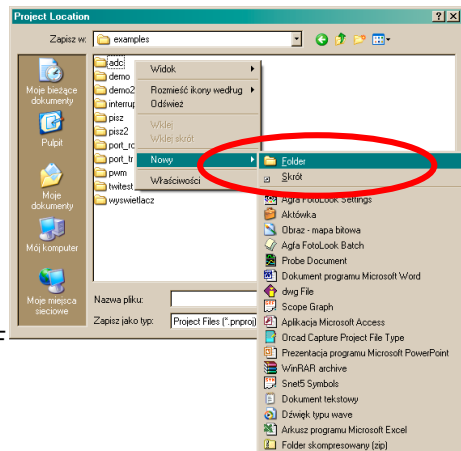 Project Location
Zapisz w: examples
adc
demo
demo2
pisz
pisz2
pwm
twitest
wyswietlacz
Moje bieżące
dokumenty
Pulpit
Moje
dokumenty
Mój komputer
Moje miejsca
sieciowe
Widok
Rozmieść ikony według
Odśwież
Wklej
Wklej skrót
Nowy
Właściwości
Folder
Skrót
Agfa FotoLook Settings
Aktówka
Obraz - mapa bitowa
Agfa FotoLook Batch
Probe Document
Dokument programu Microsoft Word
dwg File
Scope Graph
Aplikacja Microsoft Access
Orcad Capture Project File Type
Prezentacja programu Microsoft PowerPoint
WinRAR archive
Snet5 Symbols
Dokument tekstowy
Dźwięk typu wave
Arkusz programu Microsoft Excel
Folder skompresowany (zip)
Nazwa pliku:
Zapisz jako typ: Project Files (*.pnproj)